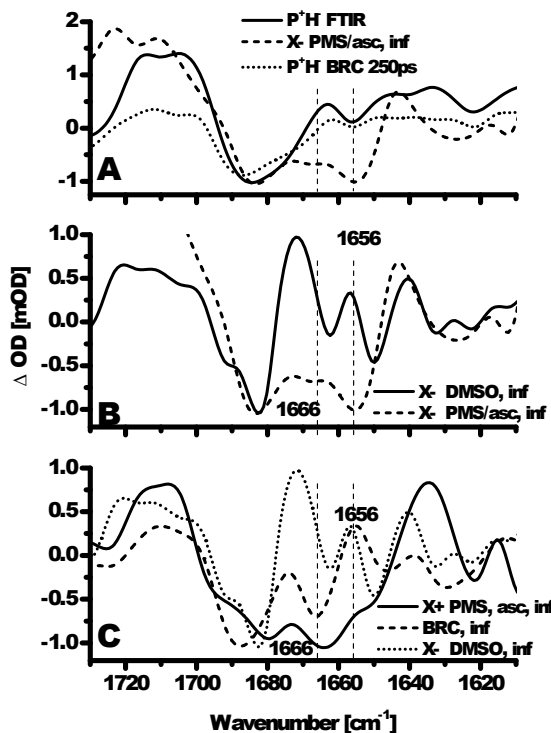 P⁺H⁻ FTIR
X- PMS/asc, inf
P⁺H⁻ BRC 250ps
2
1
0
-1
A
1656
1.0
0.5
0.0
-0.5
-1.0
Δ OD [mOD]
1666
B
X- DMSO, inf
X- PMS/asc, inf
1656
1.0
0.5
0.0
-0.5
-1.0
1666
C
X+ PMS, asc, inf
BRC, inf
X- DMSO, inf
1720 1700 1680 1660 1640 1620
Wavenumber [cm⁻¹]